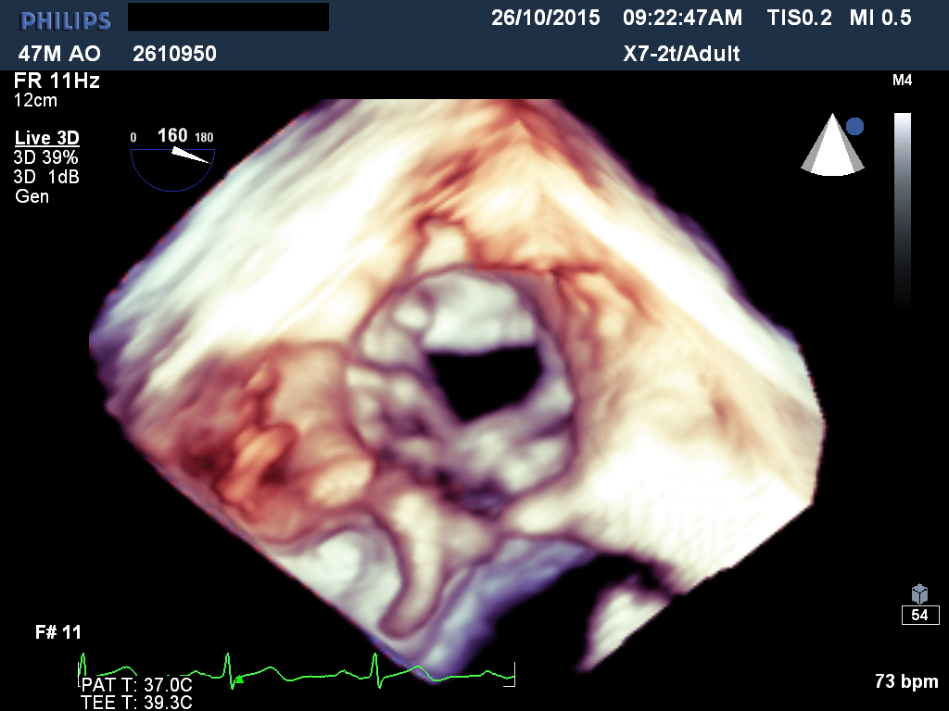 PHILIPS
26/10/2015 09:22:47AM TIS0.2 MI 0.5
47M AO 2610950 X7-2t/Adult
FR 11Hz
12cm
M4
Live 3D
3D 39%
3D 1dB
Gen
0 160 180
54
F# 11
PAT T: 37.0C
TEE T: 39.3C
73 bpm